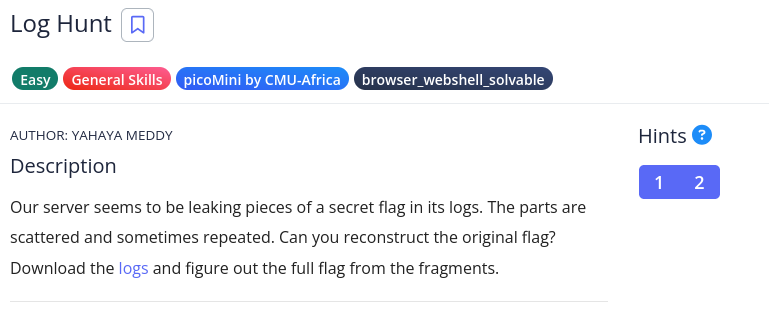 Log Hunt
Easy General Skills picoMini by CMU-Africa browser_webshell_solvable
AUTHOR: YAHAYA MEDDY
Hints ?
1 2
Description
Our server seems to be leaking pieces of a secret flag in its logs. The parts are
scattered and sometimes repeated. Can you reconstruct the original flag?
Download the logs and figure out the full flag from the fragments.